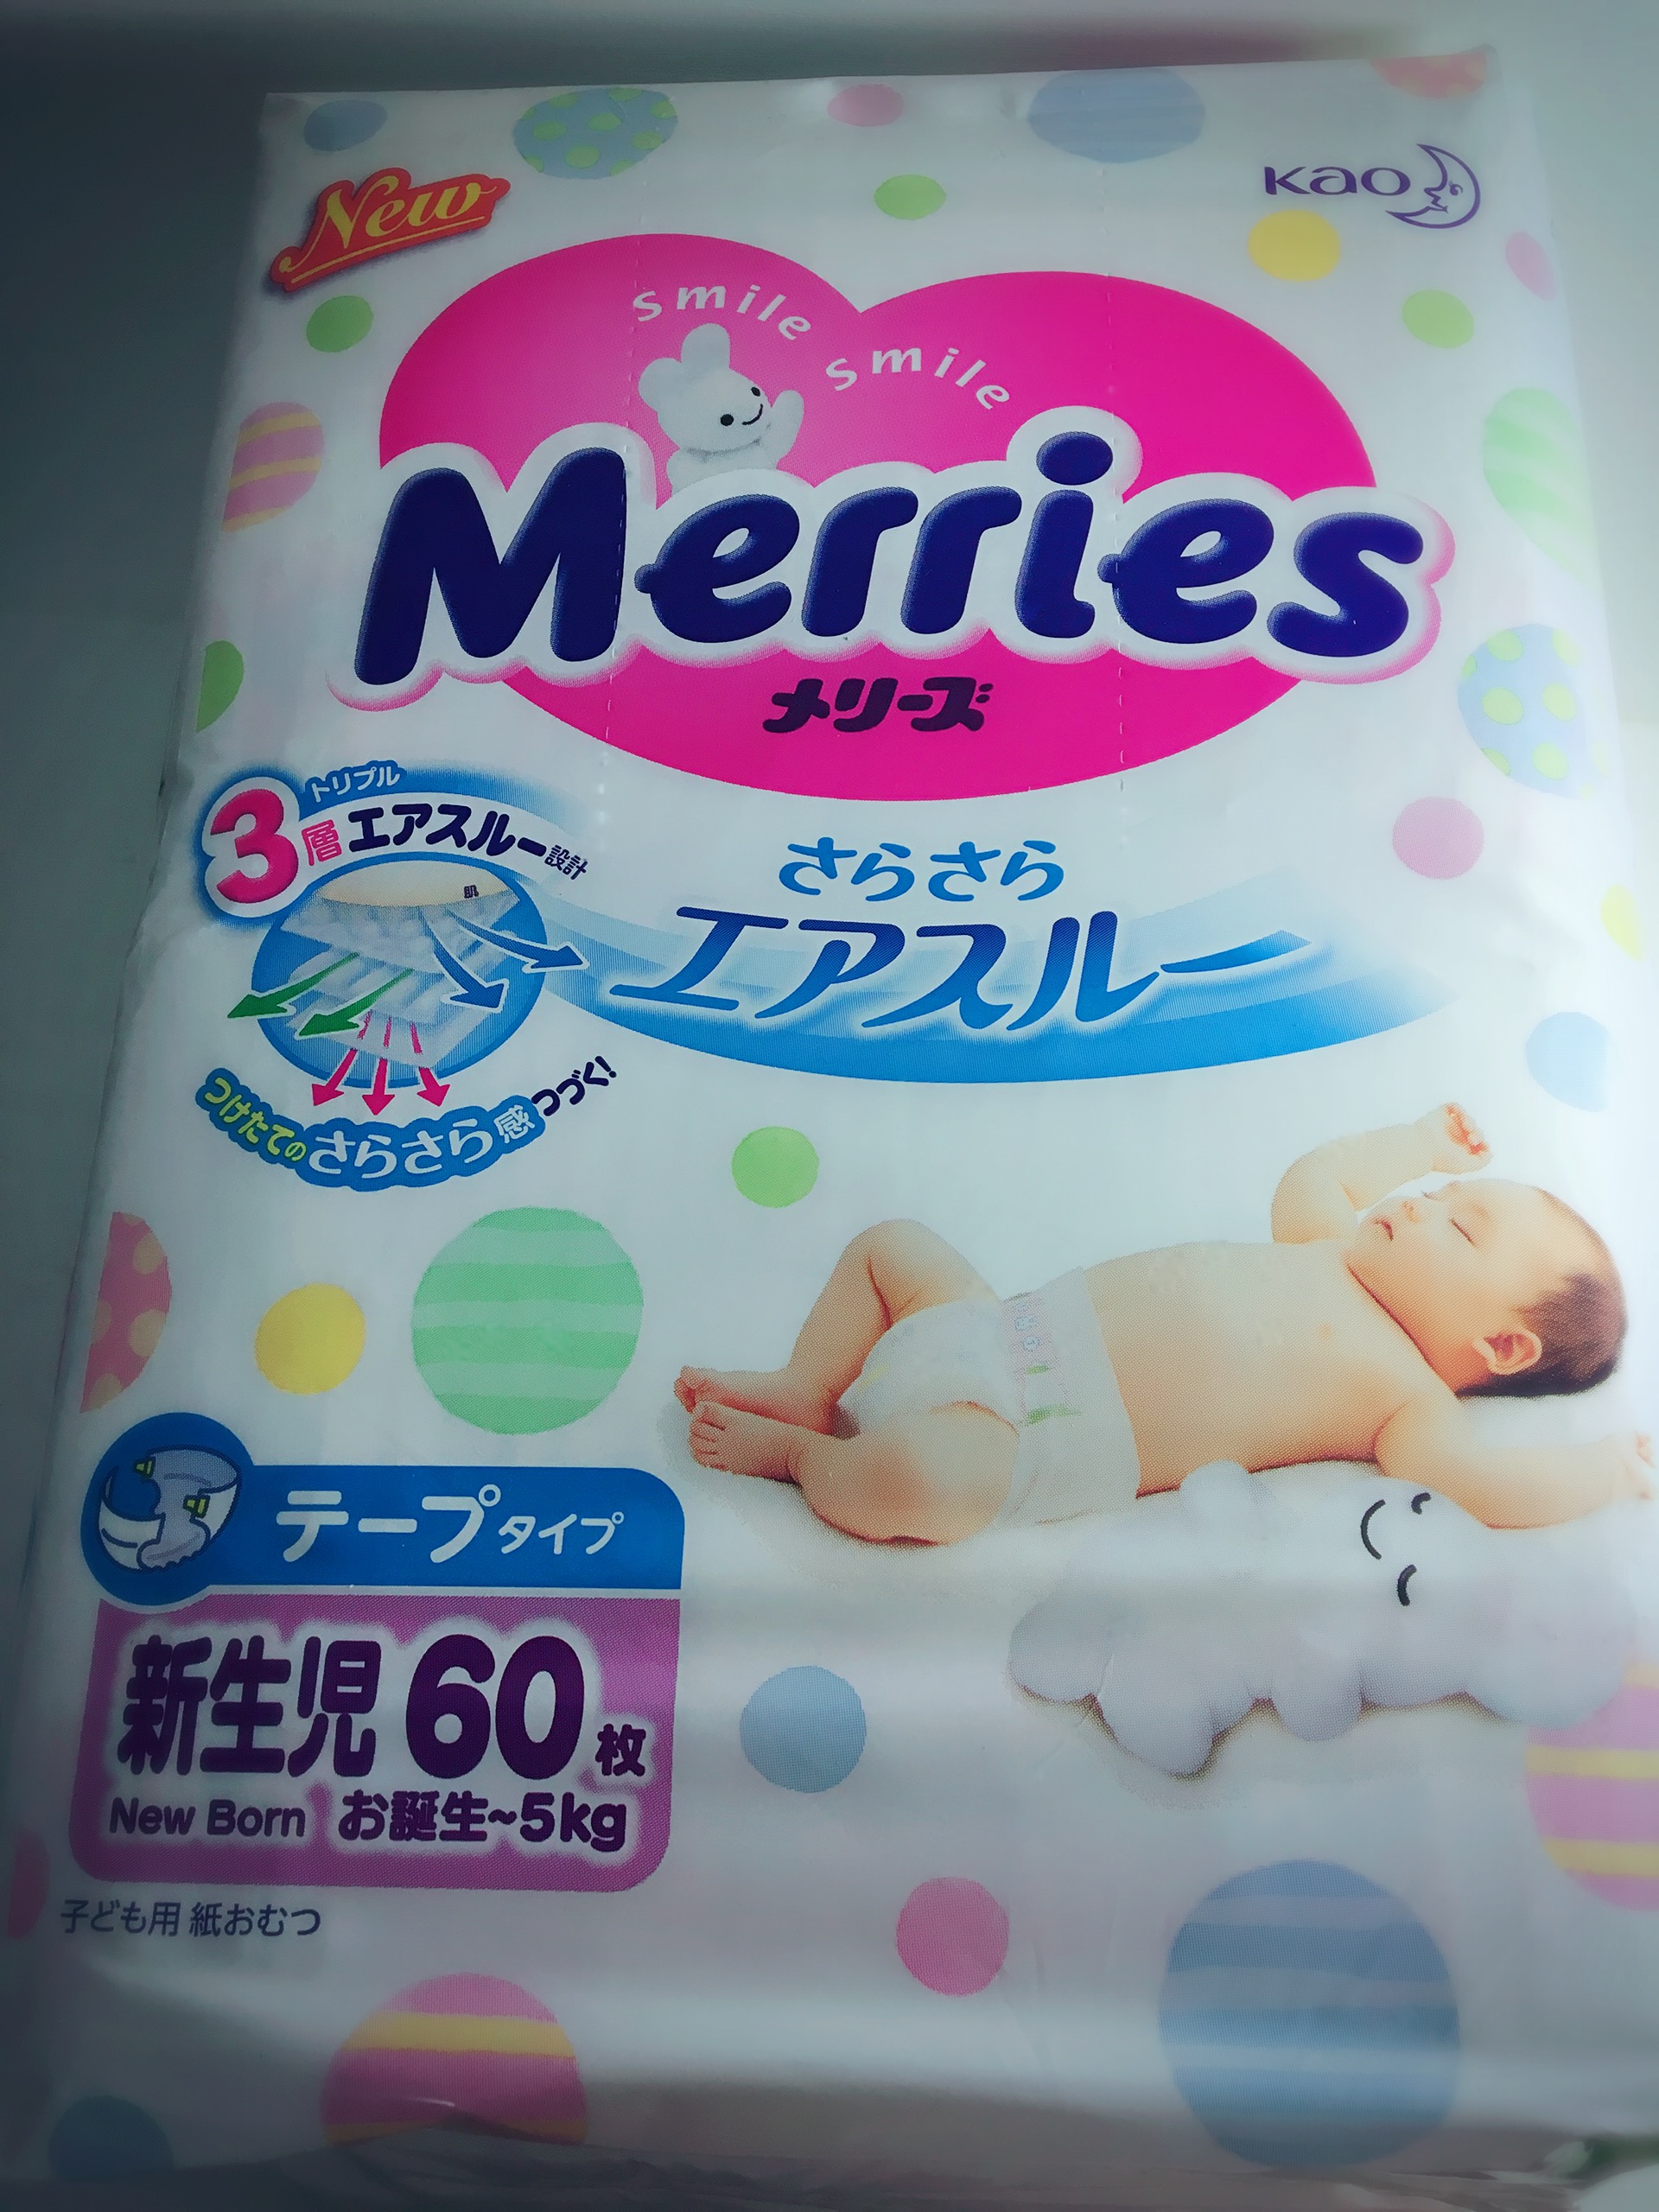 New
Kao
smile smile
Merries
メリーズ
トリプル
3層エアスルー設計
肌
さらさら
エアスルー
つけたてのさらさら感つづく!
テープタイプ
新生児 60枚
New Born お誕生~5kg
子ども用 紙おむつ